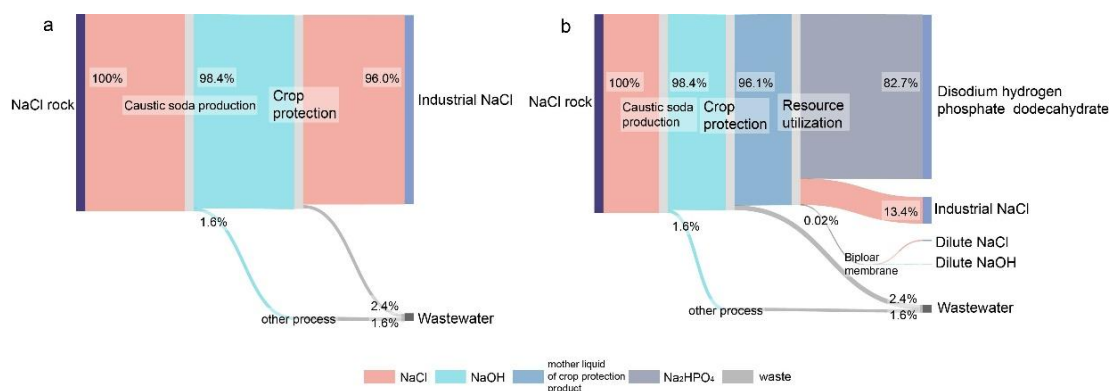 a
100%
98.4%
96.0%
NaCl rock
Caustic soda production
Crop
protection
Industrial NaCl
1.6%
2.4%
other process
1.6%
Wastewater
b
100%
98.4%
96.1%
82.7%
NaCl rock
Caustic soda
production
Crop
protection
Resource
utilization
Disodium hydrogen
phosphate dodecahydrate
13.4%
Industrial NaCl
1.6%
0.02%
Biploar
membrane
Dilute NaCl
Dilute NaOH
2.4%
other process
1.6%
Wastewater
NaCl
NaOH
mother liquid
of crop protection
product
Na₂HPO₄
waste